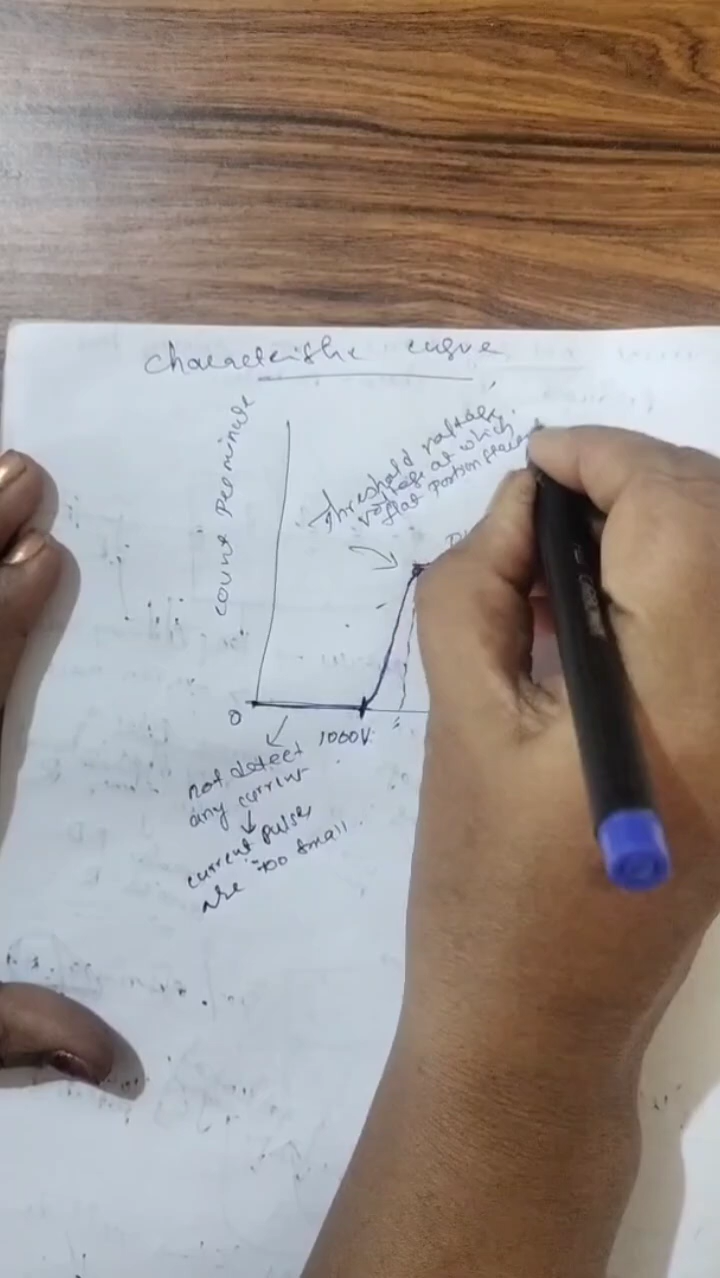 characteristic curve
count per minute
Threshold voltage
voltage at which
flat portion
0
1000V
not detect
any current
current pulse
are too small.